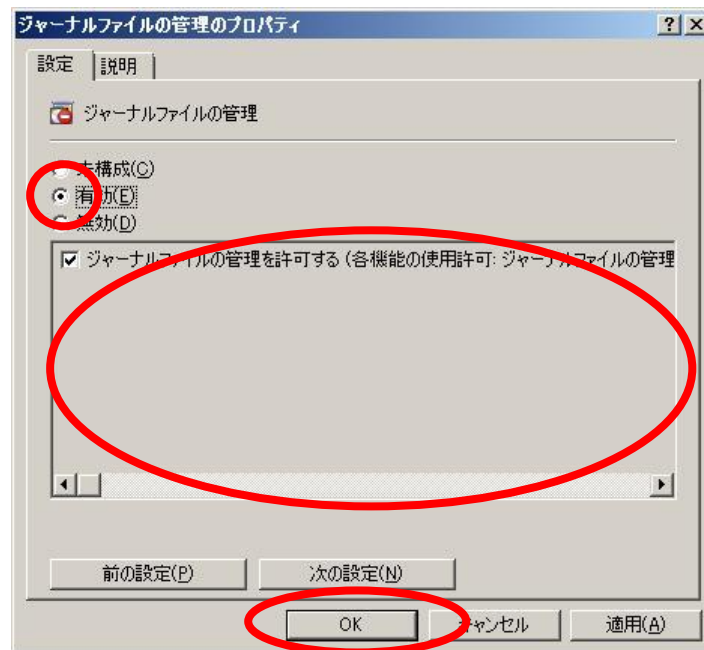 ジャーナルファイルの管理のプロパティ
設定 説明
ジャーナルファイルの管理
未構成(C)
有効(E)
無効(D)
ジャーナルファイルの管理を許可する (各機能の使用許可: ジャーナルファイルの管理
前の設定(P) 次の設定(N)
OK キャンセル 適用(A)